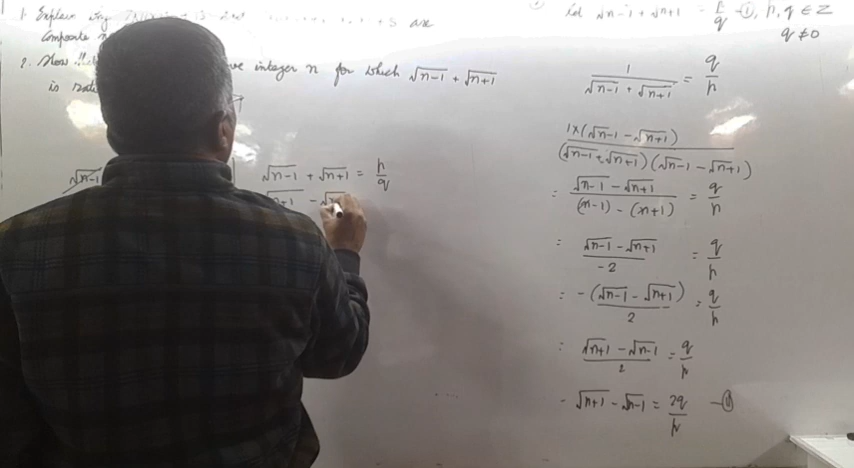 1. Explain why
are
Composite
2. Show integer n for which √n-1 + √n+1
is
√n-1
√n-1 + √n+1 = p/q
Let √n-1 + √n+1 = p/q -①, p, q ∈ Z
q ≠ 0
1/(√n-1 + √n+1) = q/p
1×(√n-1 - √n+1)/(√n-1 + √n+1)(√n-1 - √n+1)
= (√n-1 - √n+1)/((n-1) - (n+1)) = q/p
= (√n-1 - √n+1)/-2 = q/p
= -(√n-1 - √n+1)/2 = q/p
= (√n+1 - √n-1)/2 = q/p
- √n+1 - √n-1 = 2q/p -②